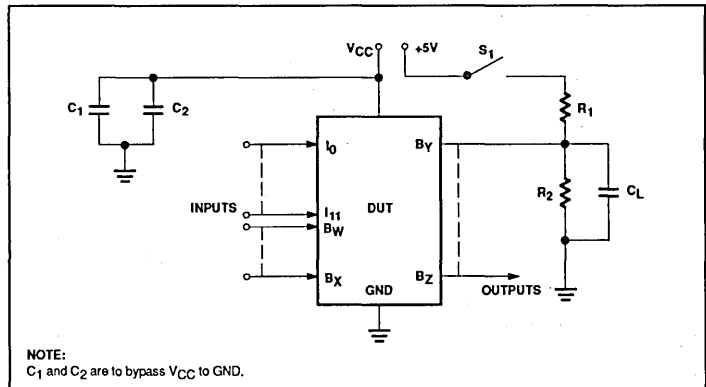 VCC +5V S1
C1 C2 R1
I0 BY
R2 CL
INPUTS I11 DUT
BW
BX BZ
GND OUTPUTS
NOTE:
C1 and C2 are to bypass VCC to GND.